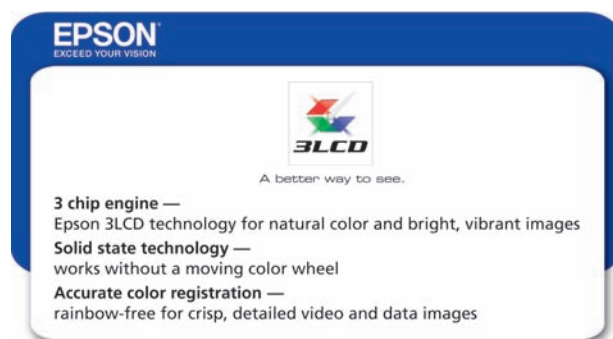 EPSON
EXCEED YOUR VISION
3LCD
A better way to see.
3 chip engine —
Epson 3LCD technology for natural color and bright, vibrant images
Solid state technology —
works without a moving color wheel
Accurate color registration —
rainbow-free for crisp, detailed video and data images